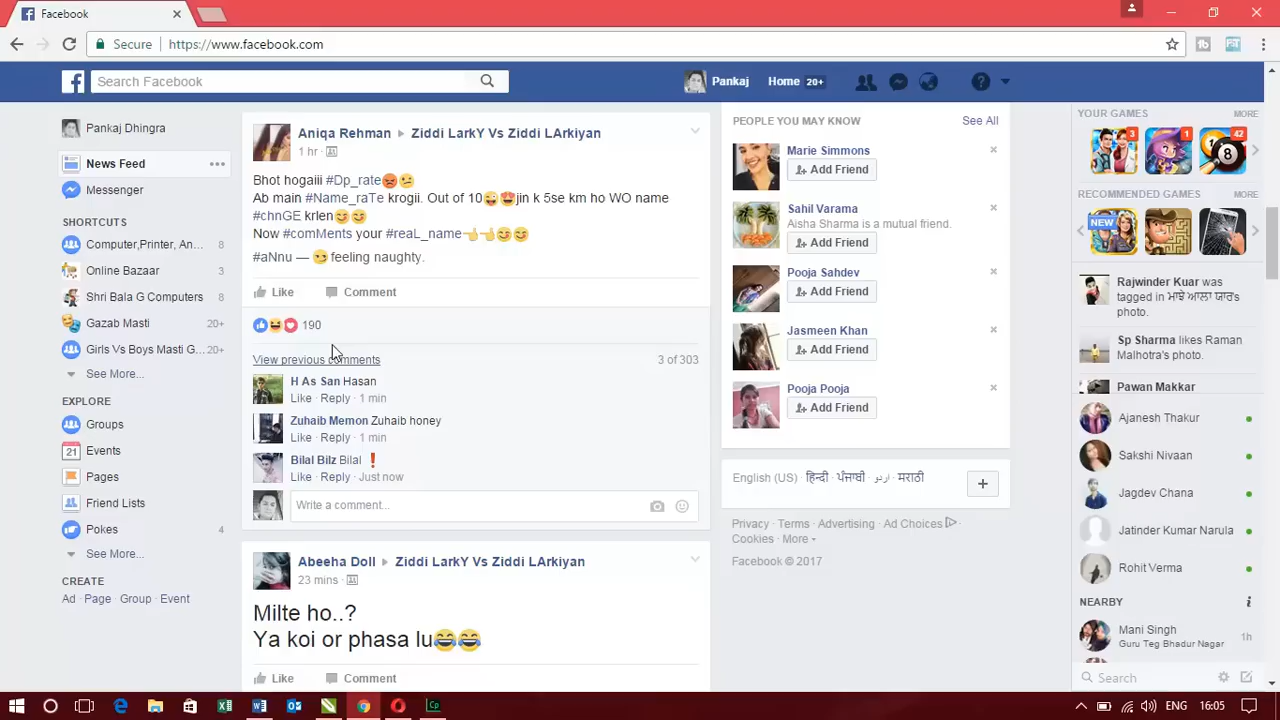 Facebook
Secure
https://www.facebook.com
Search Facebook
Pankaj
Home 20+
Pankaj Dhingra
News Feed
Messenger
SHORTCUTS
Computer,Printer, An... 8
Online Bazaar 3
Shri Bala G Computers 8
Gazab Masti 20+
Girls Vs Boys Masti G... 20+
See More...
EXPLORE
Groups
21 Events
Pages
Friend Lists
Pokes 4
See More...
CREATE
Ad · Page · Group · Event
Aniqa Rehman ▸ Ziddi LarkY Vs Ziddi LArkiyan
1 hr ·
Bhot hogaiii #Dp_rate😡😕
Ab main #Name_raTe krogii. Out of 10😜😍jin k 5se km ho WO name
#chnGE krlen😊😊
Now #comMents your #reaL_name👈👈😊😊
#aNnu — 😏 feeling naughty.
Like Comment
190
View previous comments 3 of 303
H As San Hasan
Like · Reply · 1 min
Zuhaib Memon Zuhaib honey
Like · Reply · 1 min
Bilal Bilz Bilal ❗
Like · Reply · Just now
Write a comment...
Abeeha Doll ▸ Ziddi LarkY Vs Ziddi LArkiyan
23 mins ·
Milte ho..?
Ya koi or phasa lu😂😂
Like Comment
PEOPLE YOU MAY KNOW See All
Marie Simmons
Add Friend
Sahil Varama
Aisha Sharma is a mutual friend.
Add Friend
Pooja Sahdev
Add Friend
Jasmeen Khan
Add Friend
Pooja Pooja
Add Friend
English (US) · हिन्दी · ਪੰਜਾਬੀ · اردو · मराठी
Privacy · Terms · Advertising · Ad Choices ·
Cookies · More
Facebook © 2017
YOUR GAMES MORE
3 1 8 42
RECOMMENDED GAMES MORE
NEW
Rajwinder Kuar was
tagged in ਮਾਝੇ ਆਲਾ ਯਾਰ's
photo.
Sp Sharma likes Raman
Malhotra's photo.
Pawan Makkar
Ajanesh Thakur
Sakshi Nivaan
Jagdev Chana
Jatinder Kumar Narula
Rohit Verma
NEARBY
Mani Singh 1h
Guru Teg Bhadur Nagar
Search
ENG 16:05